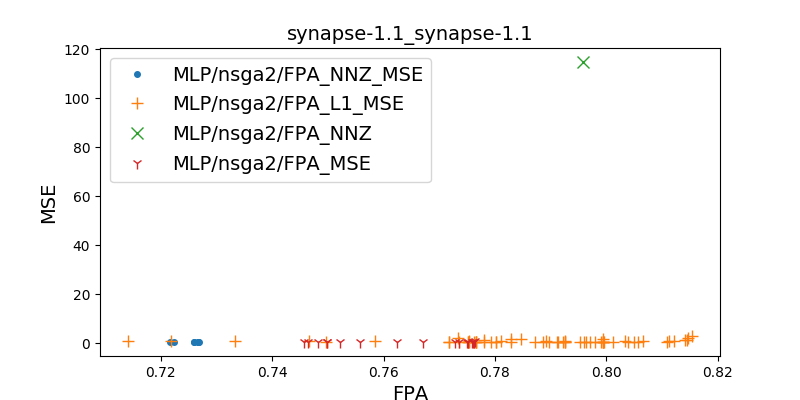 synapse-1.1_synapse-1.1
120
100
80
60
40
20
0
MSE
MLP/nsga2/FPA_NNZ_MSE
MLP/nsga2/FPA_L1_MSE
MLP/nsga2/FPA_NNZ
MLP/nsga2/FPA_MSE
0.72 0.74 0.76 0.78 0.80 0.82
FPA